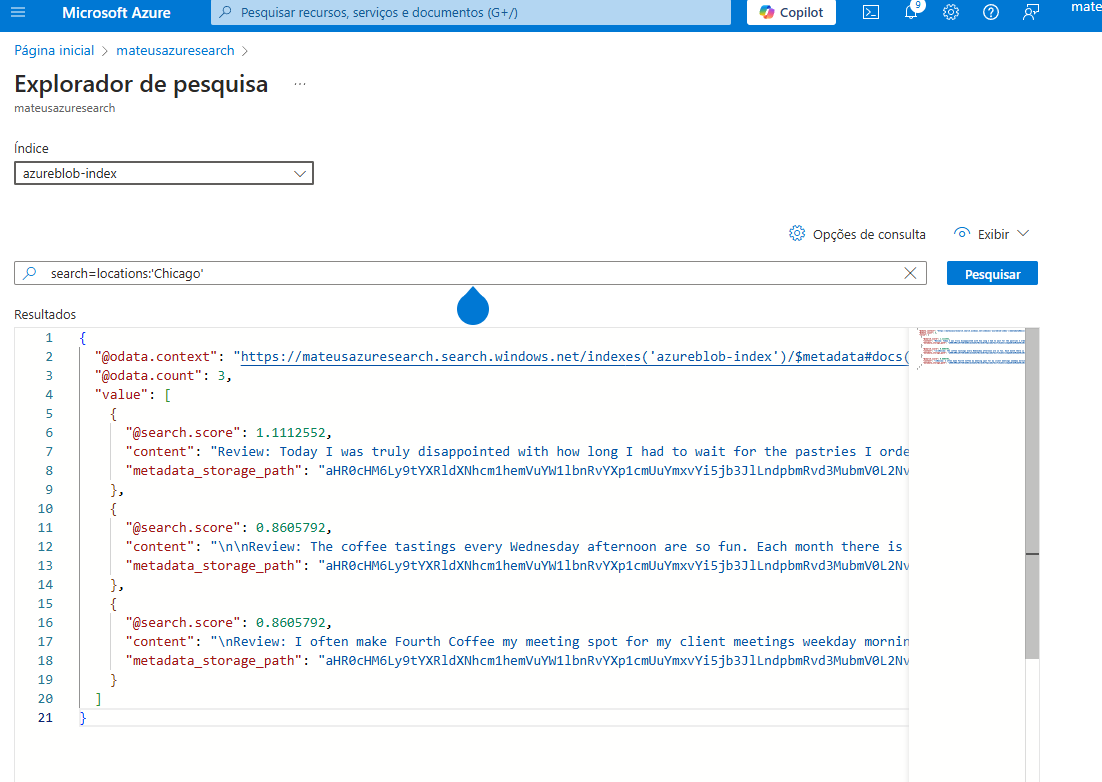 Microsoft Azure
Pesquisar recursos, serviços e documentos (G+/)
Copilot
9
mate
Página inicial > mateusazuresearch >
Explorador de pesquisa ...
mateusazuresearch
Índice
azureblob-index
Opções de consulta
Exibir
search=locations:'Chicago'
Pesquisar
Resultados
1 {
2 "@odata.context": "https://mateusazuresearch.search.windows.net/indexes('azureblob-index')/$metadata#docs(
3 "@odata.count": 3,
4 "value": [
5 {
6 "@search.score": 1.1112552,
7 "content": "Review: Today I was truly disappointed with how long I had to wait for the pastries I orde
8 "metadata_storage_path": "aHR0cHM6Ly9tYXRldXNhcm1hemVuYW1lbnRvYXp1cmUuYmxvYi5jb3JlLndpbmRvd3MubmV0L2Nv
9 },
10 {
11 "@search.score": 0.8605792,
12 "content": "\n\nReview: The coffee tastings every Wednesday afternoon are so fun. Each month there is
13 "metadata_storage_path": "aHR0cHM6Ly9tYXRldXNhcm1hemVuYW1lbnRvYXp1cmUuYmxvYi5jb3JlLndpbmRvd3MubmV0L2Nv
14 },
15 {
16 "@search.score": 0.8605792,
17 "content": "\nReview: I often make Fourth Coffee my meeting spot for my client meetings weekday mornin
18 "metadata_storage_path": "aHR0cHM6Ly9tYXRldXNhcm1hemVuYW1lbnRvYXp1cmUuYmxvYi5jb3JlLndpbmRvd3MubmV0L2Nv
19 }
20 ]
21 }